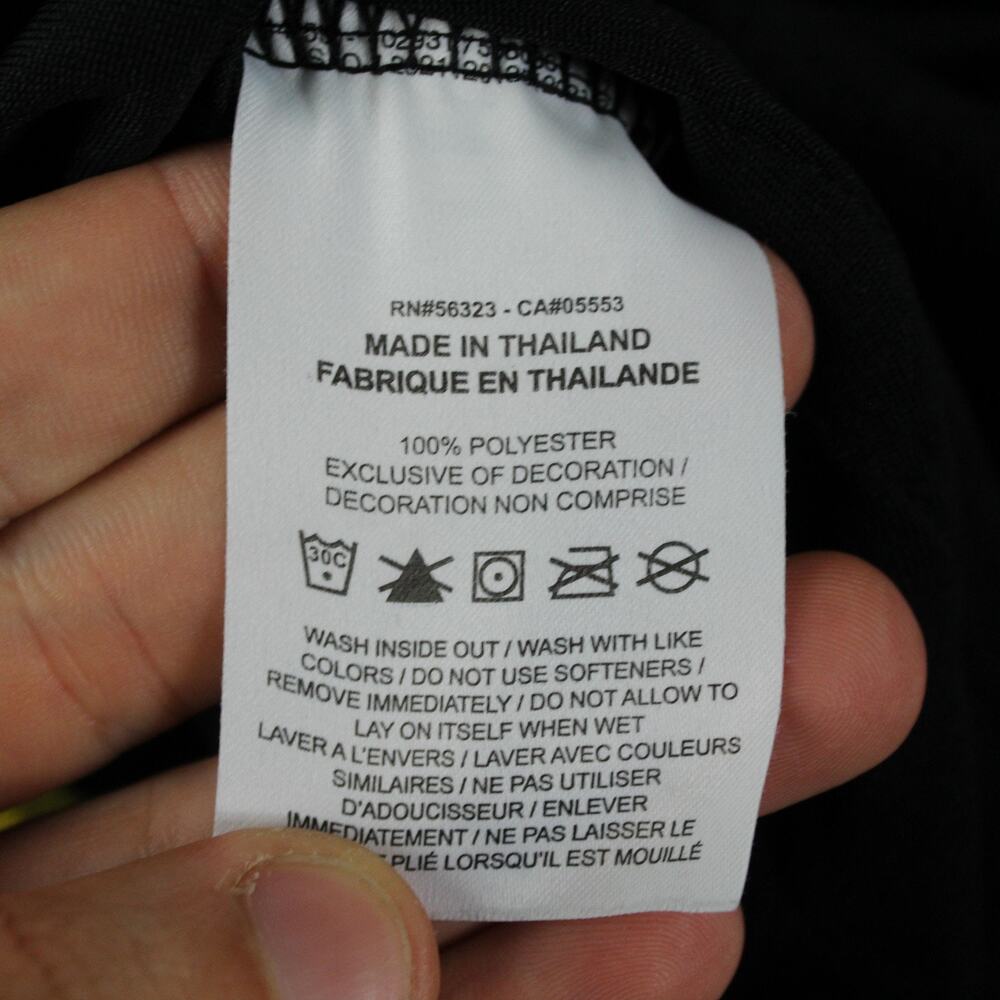 RN#56323 - CA#05553
MADE IN THAILAND
FABRIQUE EN THAILANDE
100% POLYESTER
EXCLUSIVE OF DECORATION /
DECORATION NON COMPRISE
30C
WASH INSIDE OUT / WASH WITH LIKE
COLORS / DO NOT USE SOFTENERS /
REMOVE IMMEDIATELY / DO NOT ALLOW TO
LAY ON ITSELF WHEN WET
LAVER A L'ENVERS / LAVER AVEC COULEURS
SIMILAIRES / NE PAS UTILISER
D'ADOUCISSEUR / ENLEVER
IMMEDIATEMENT / NE PAS LAISSER LE
PLIÉ LORSQU'IL EST MOUILLÉ